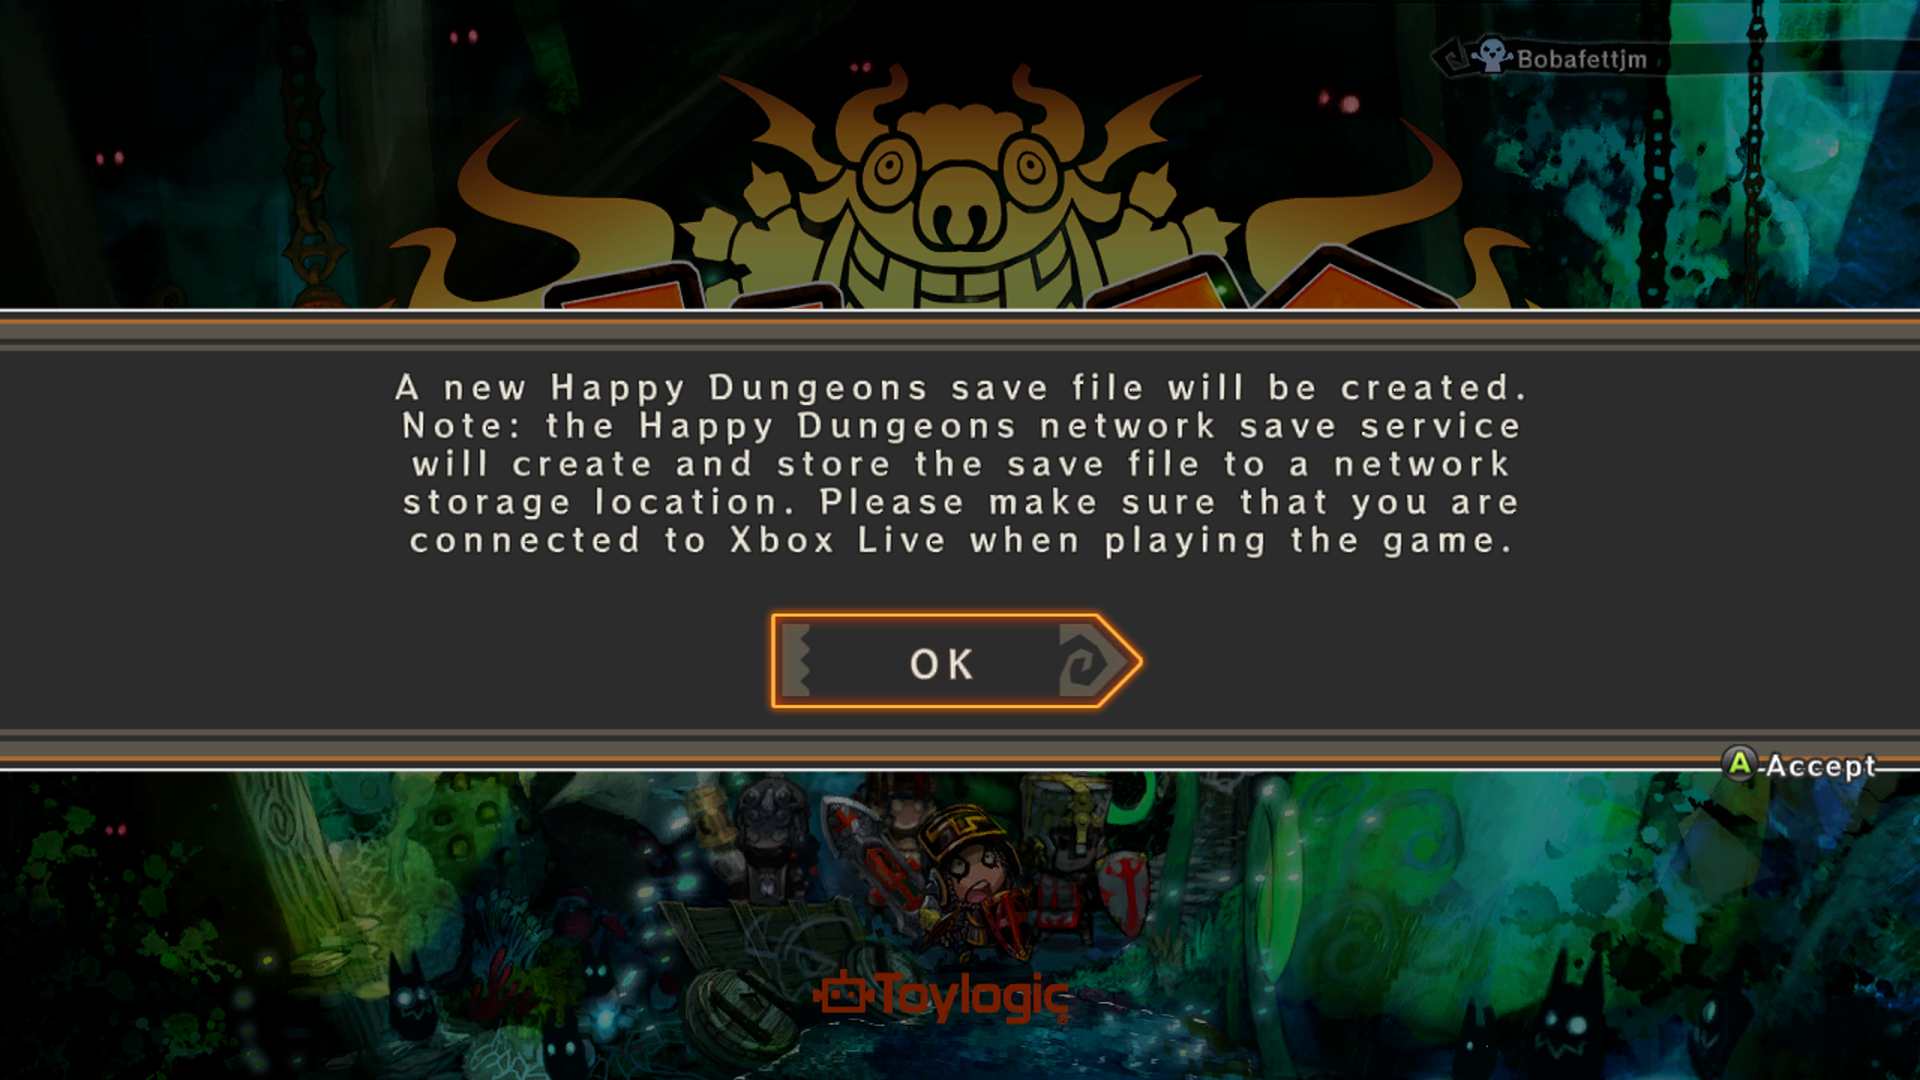 Bobafettjm
A new Happy Dungeons save file will be created.
Note: the Happy Dungeons network save service
will create and store the save file to a network
storage location. Please make sure that you are
connected to Xbox Live when playing the game.
OK
A Accept
Toylogic